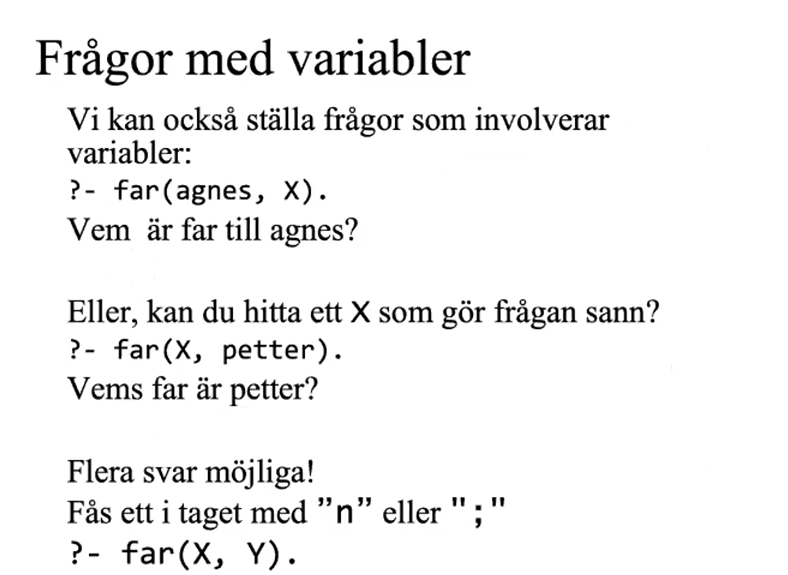 Frågor med variabler
Vi kan också ställa frågor som involverar
variabler:
?- far(agnes, X).
Vem  är far till agnes?
Eller, kan du hitta ett X som gör frågan sann?
?- far(X, petter).
Vems far är petter?
Flera svar möjliga!
Fås ett i taget med ”n” eller ";"
?- far(X, Y).